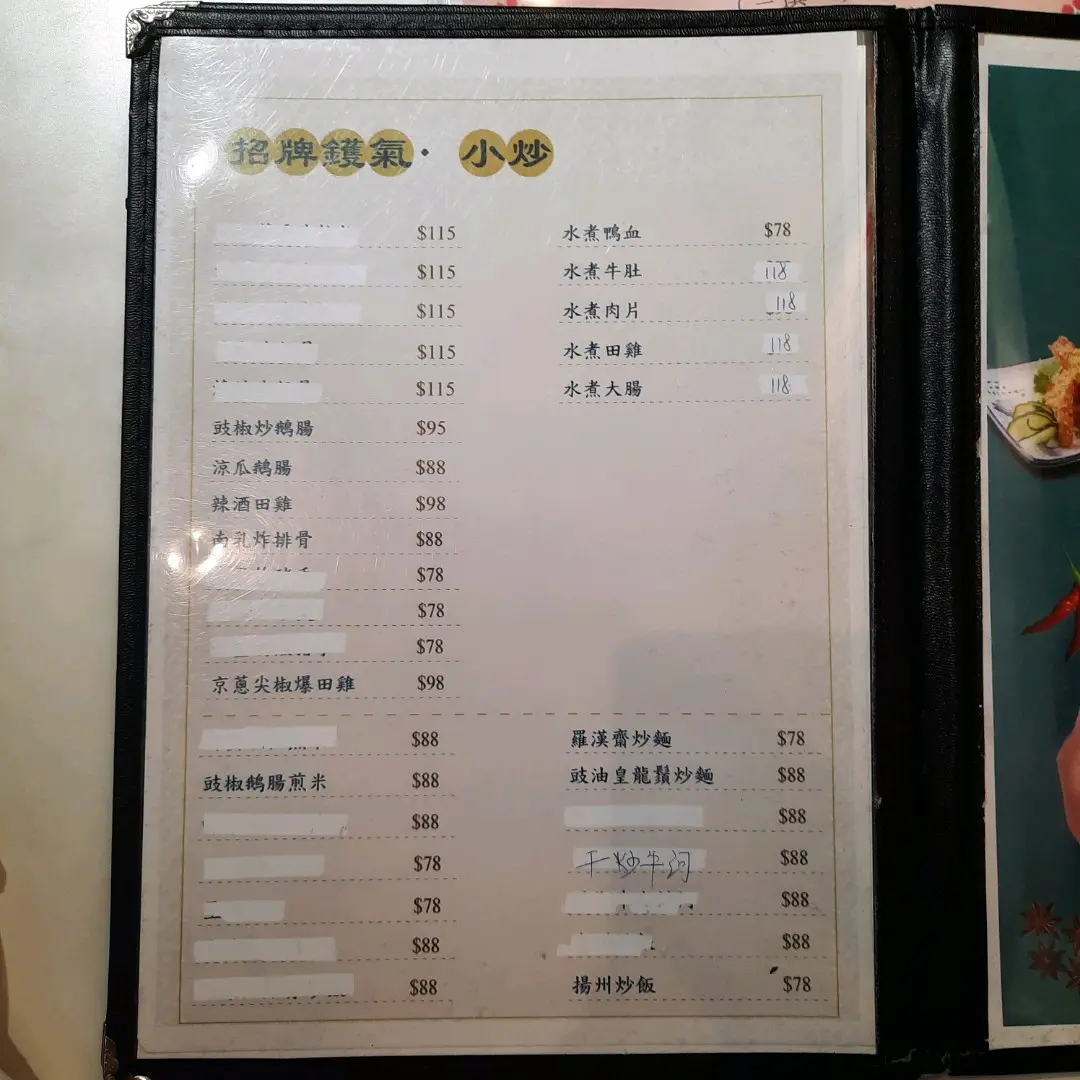 招牌鑊氣· 小炒
$115
$115
$115
$115
$115
豉椒炒鵝腸 $95
涼瓜鵝腸 $88
辣酒田雞 $98
南乳炸排骨 $88
$78
$78
$78
京蔥尖椒爆田雞 $98
水煮鴨血 $78
水煮牛肚 118
水煮肉片 118
水煮田雞 118
水煮大腸 118
$88
豉椒鵝腸煎米 $88
$88
$78
$78
$88
$88
羅漢齋炒麵 $78
豉油皇龍鬚炒麵 $88
$88
干炒牛河 $88
$88
$88
揚州炒飯 $78